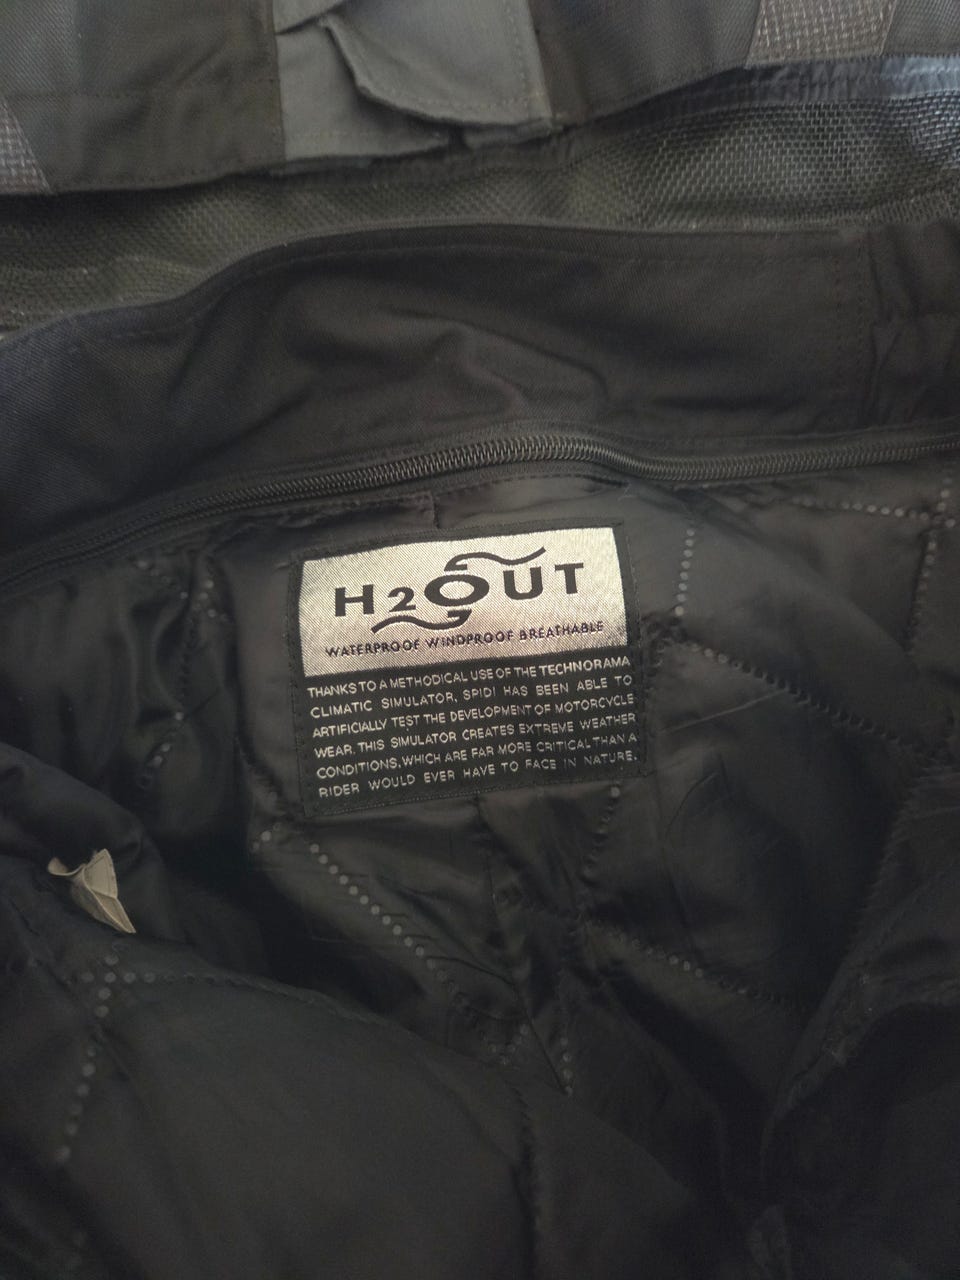 H2OUT
WATERPROOF WINDPROOF BREATHABLE
THANKS TO A METHODICAL USE OF THE TECHNORAMA
CLIMATIC SIMULATOR, SPIDI HAS BEEN ABLE TO
ARTIFICIALLY TEST THE DEVELOPMENT OF MOTORCYCLE
WEAR. THIS SIMULATOR CREATES EXTREME WEATHER
CONDITIONS, WHICH ARE FAR MORE CRITICAL THAN A
RIDER WOULD EVER HAVE TO FACE IN NATURE.